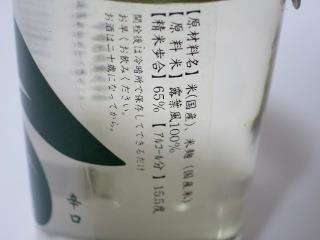 【原材料名】米(国産)、米麹(国産米)
【原料米】露葉風100%
【精米歩合】65%【アルコール分】15.5度
開栓後は冷暗所で保存してできるだけ
お早くお飲みください。
お酒は二十歳になってから。
辛口